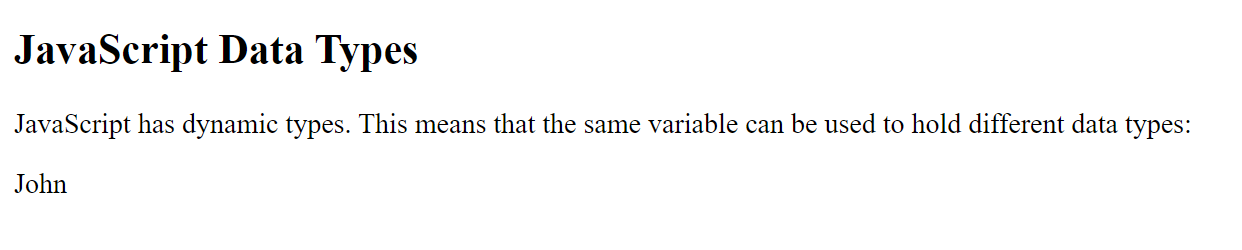 JavaScript Data Types
JavaScript has dynamic types. This means that the same variable can be used to hold different data types:
John